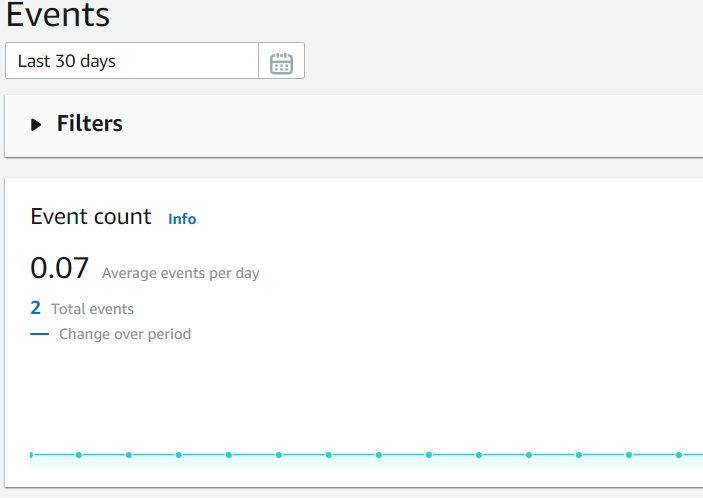 Events
Last 30 days
Filters
Event count Info
0.07 Average events per day
2 Total events
Change over period